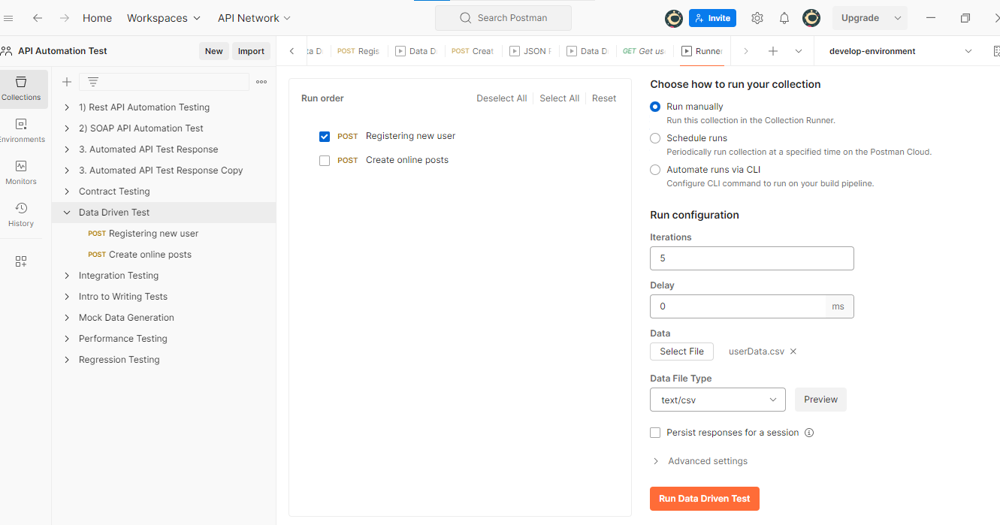 Home
Workspaces
API Network
Search Postman
Invite
Upgrade
API Automation Test
New
Import
POST Regis
Data D
POST Creat
JSON
Data D
GET Get us
Runner
develop-environment
Collections
Environments
Monitors
History
1) Rest API Automation Testing
2) SOAP API Automation Test
3. Automated API Test Response
3. Automated API Test Response Copy
Contract Testing
Data Driven Test
POST Registering new user
POST Create online posts
Integration Testing
Intro to Writing Tests
Mock Data Generation
Performance Testing
Regression Testing
Run order
Deselect All
Select All
Reset
POST Registering new user
POST Create online posts
Choose how to run your collection
Run manually
Run this collection in the Collection Runner.
Schedule runs
Periodically run collection at a specified time on the Postman Cloud.
Automate runs via CLI
Configure CLI command to run on your build pipeline.
Run configuration
Iterations
5
Delay
0 ms
Data
Select File userData.csv
Data File Type
text/csv Preview
Persist responses for a session
Advanced settings
Run Data Driven Test